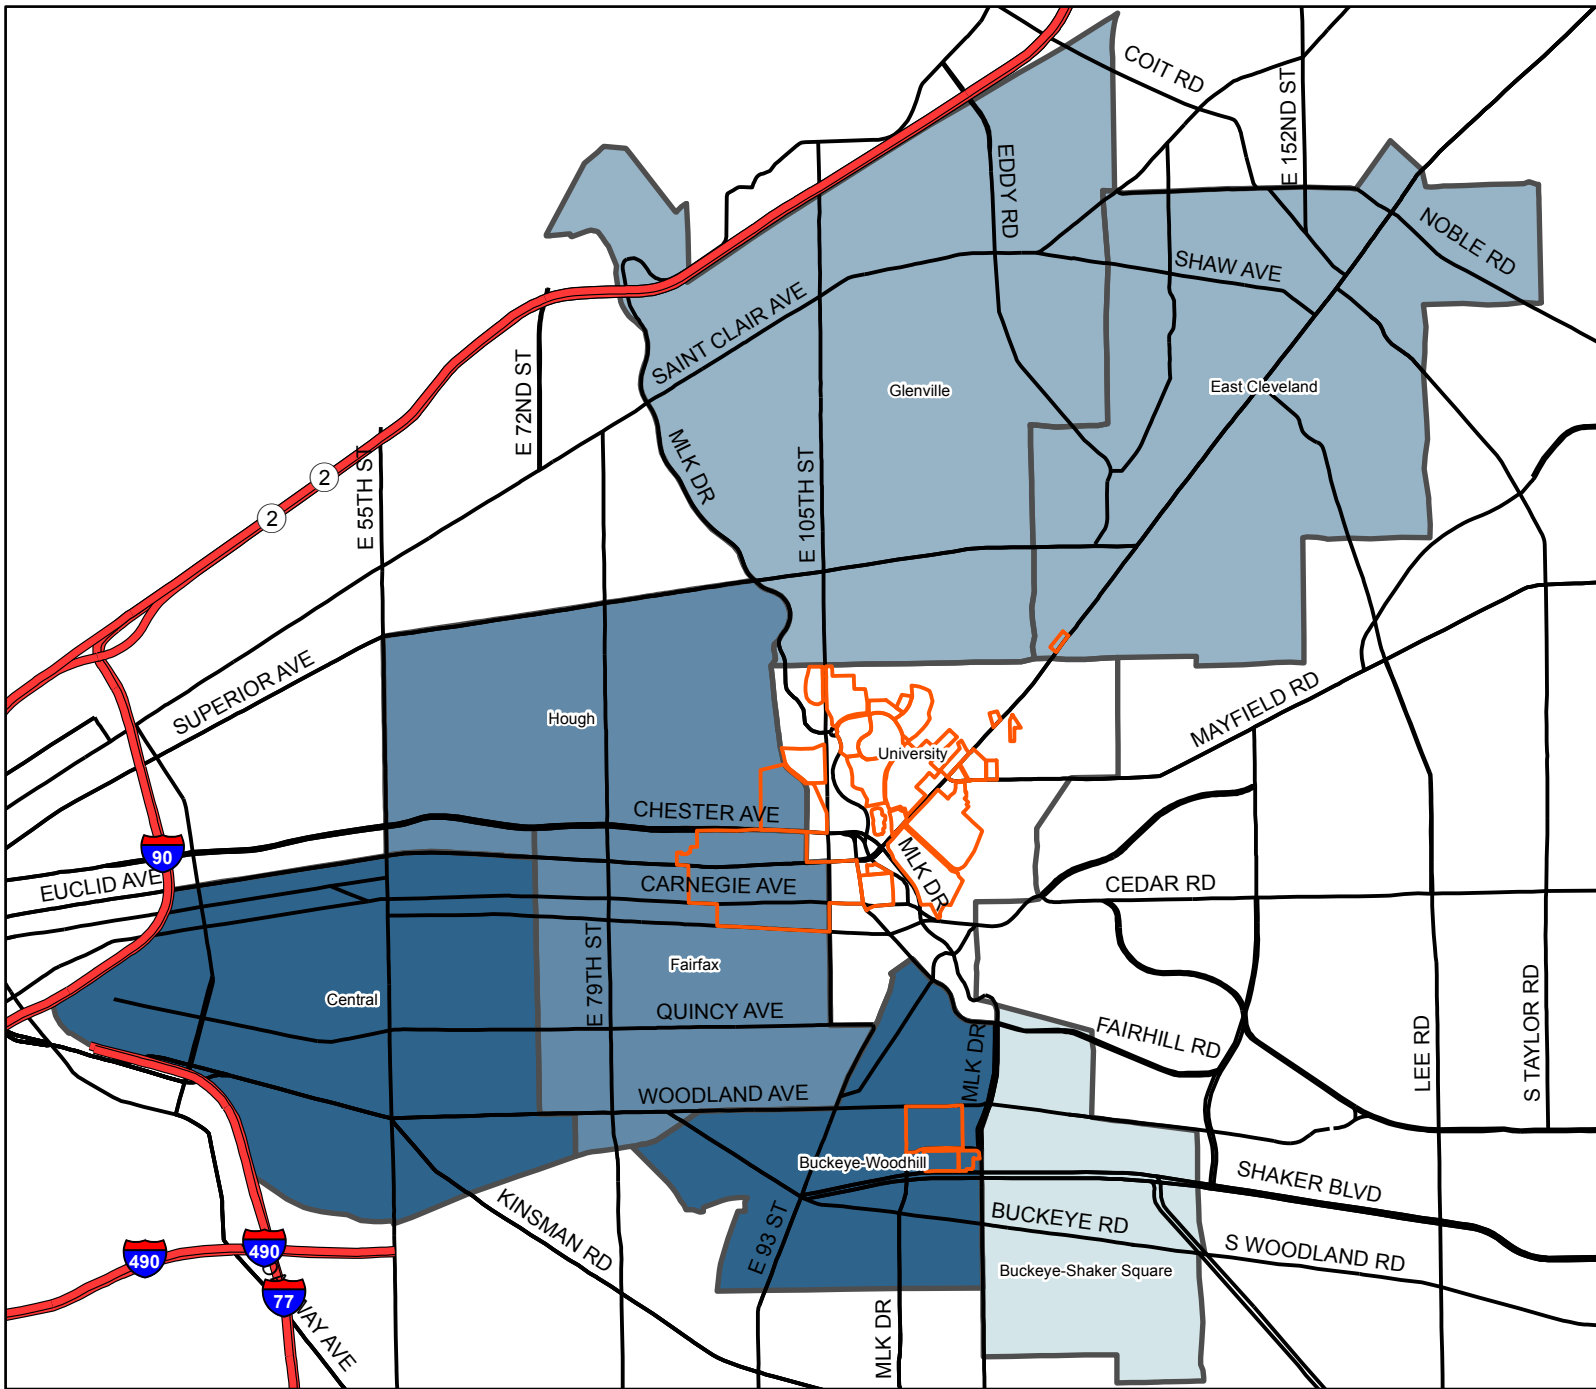 COIT RD
E 152ND ST
EDDY RD
NOBLE RD
SHAW AVE
SAINT CLAIR AVE
E 72ND ST
Glenville
East Cleveland
MLK DR
E 105TH ST
2
2
E 55TH ST
SUPERIOR AVE
Hough
MAYFIELD RD
University
CHESTER AVE
90
EUCLID AVE
CARNEGIE AVE
MLK DR
CEDAR RD
E 79TH ST
Fairfax
Central
QUINCY AVE
FAIRHILL RD
MLK DR
LEE RD
S TAYLOR RD
WOODLAND AVE
Buckeye-Woodhill
SHAKER BLVD
KINSMAN RD
BUCKEYE RD
E 93 ST
S WOODLAND RD
490
490
Buckeye-Shaker Square
77
WAY AVE
MLK DR